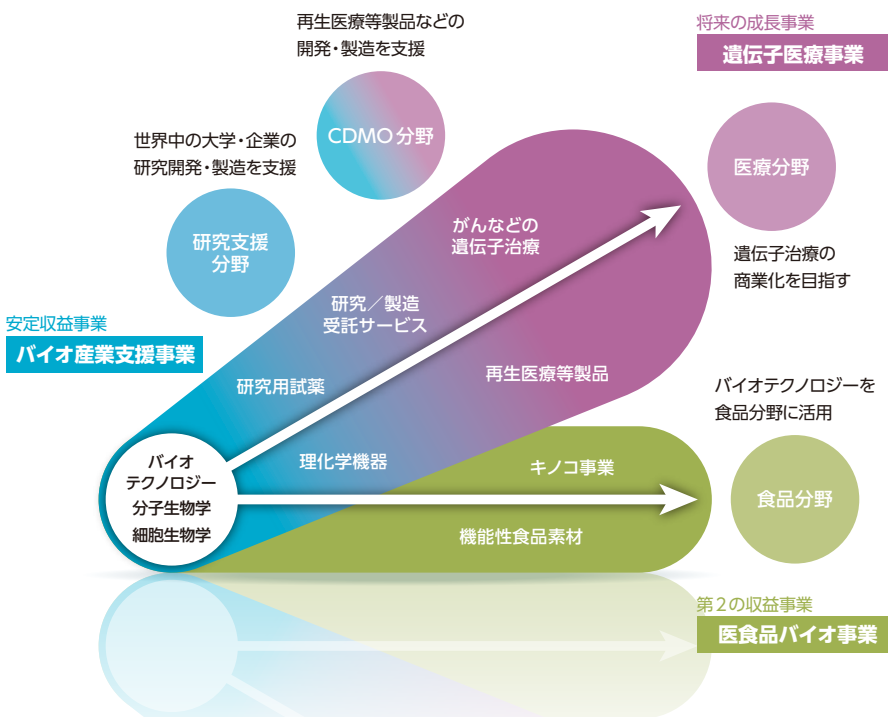 再生医療等製品などの
開発・製造を支援
CDMO分野
将来の成長事業
遺伝子医療事業
世界中の大学・企業の
研究開発・製造を支援
研究支援
分野
医療分野
遺伝子治療の
商業化を目指す
がんなどの
遺伝子治療
研究／製造
受託サービス
安定収益事業
バイオ産業支援事業
研究用試薬
再生医療等製品
バイオテクノロジーを
食品分野に活用
バイオ
テクノロジー
分子生物学
細胞生物学
理化学機器
キノコ事業
機能性食品素材
食品分野
第2の収益事業
医食品バイオ事業